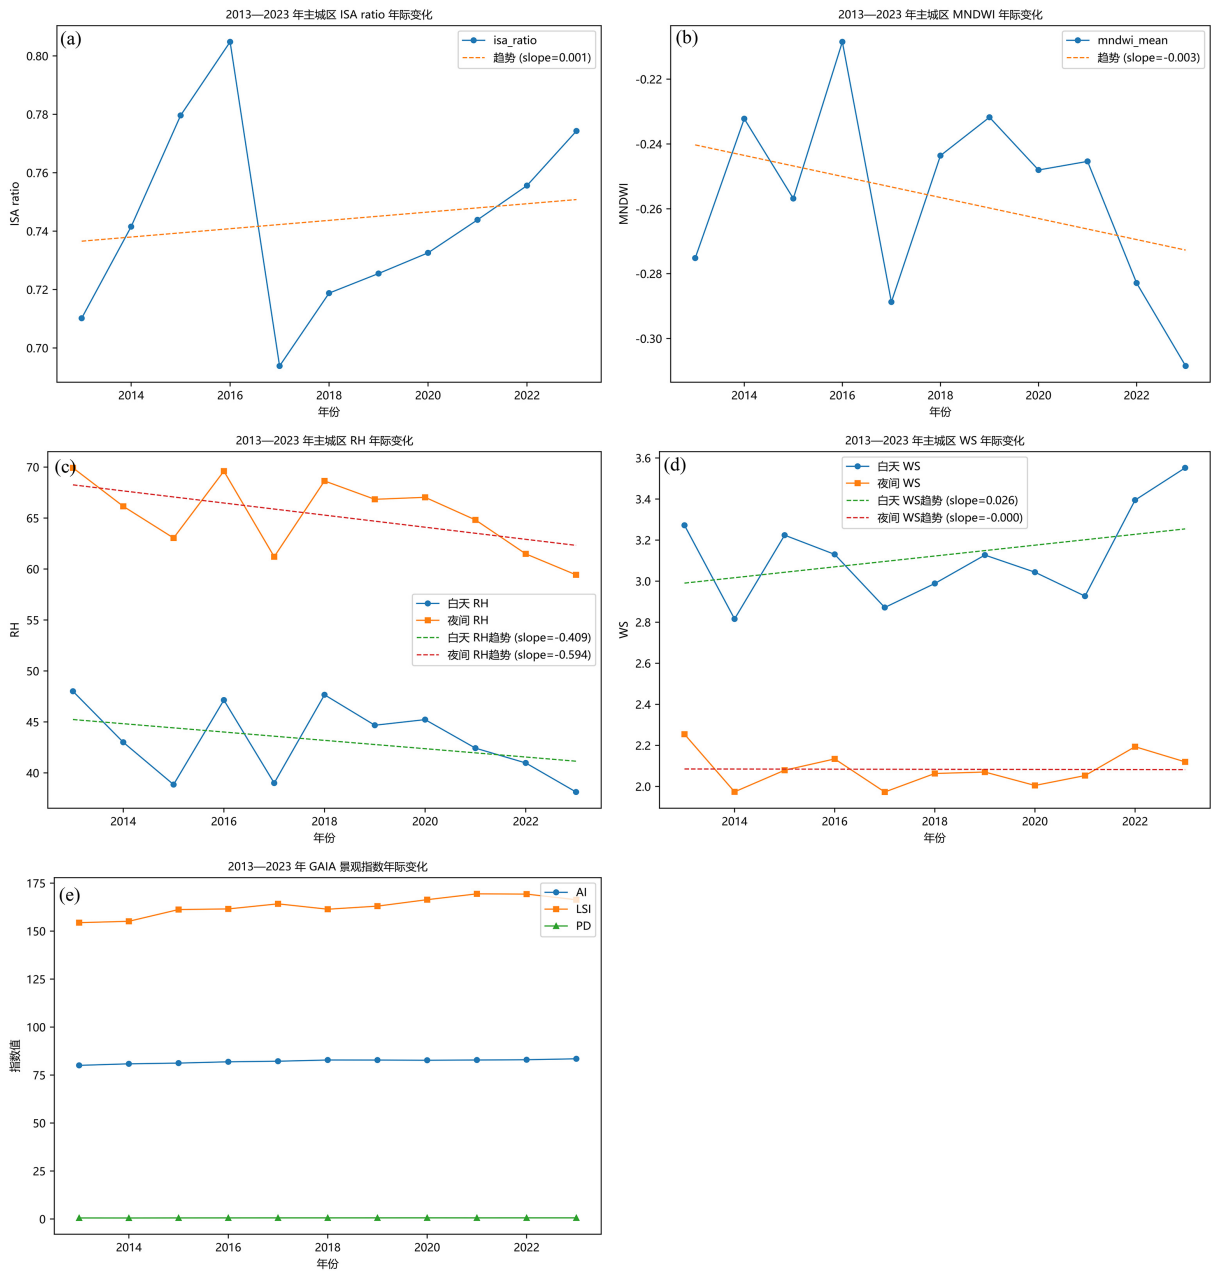 2013—2023 年主城区 ISA ratio 年际变化
(a)
isa_ratio
趋势 (slope=0.001)
0.80
0.78
0.76
0.74
0.72
0.70
ISA ratio
2014
2016
2018
2020
2022
年份
2013—2023 年主城区 MNDWI 年际变化
(b)
mndwi_mean
趋势 (slope=-0.003)
-0.22
-0.24
-0.26
-0.28
-0.30
MNDWI
2014
2016
2018
2020
2022
年份
2013—2023 年主城区 RH 年际变化
(c)
70
65
60
55
50
45
40
RH
白天 RH
夜间 RH
白天 RH趋势 (slope=-0.409)
夜间 RH趋势 (slope=-0.594)
2014
2016
2018
2020
2022
年份
2013—2023 年主城区 WS 年际变化
(d)
白天 WS
夜间 WS
白天 WS趋势 (slope=0.026)
夜间 WS趋势 (slope=-0.000)
3.6
3.4
3.2
3.0
2.8
2.6
2.4
2.2
2.0
WS
2014
2016
2018
2020
2022
年份
2013—2023 年 GAIA 景观指数年际变化
(e)
AI
LSI
PD
175
150
125
100
75
50
25
0
指数值
2014
2016
2018
2020
2022
年份